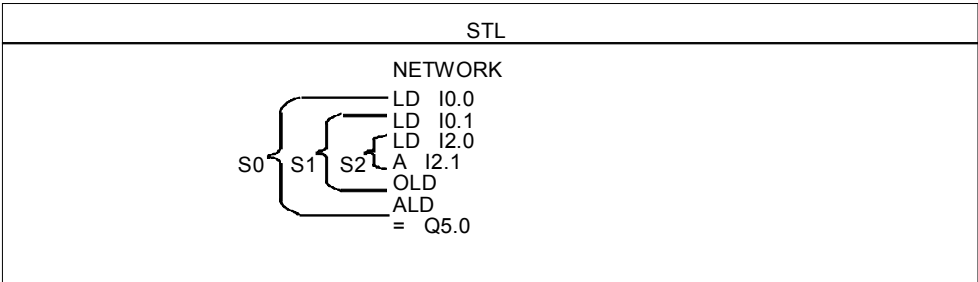 STL
NETWORK
LD I0.0
LD I0.1
LD I2.0
S0 S1 S2 A I2.1
OLD
ALD
= Q5.0